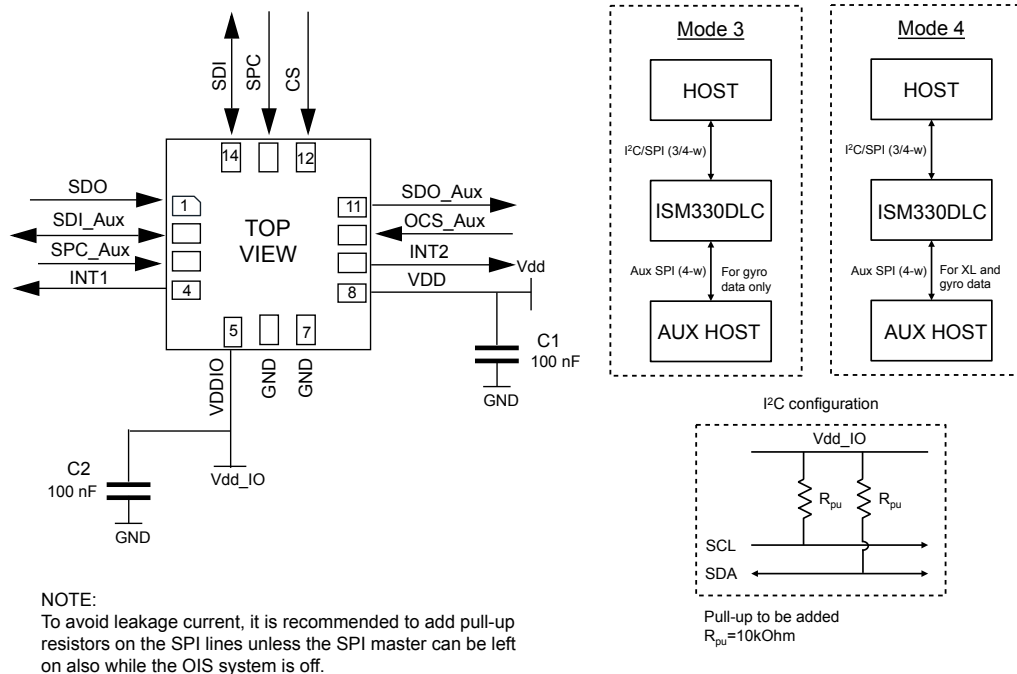 SDI
SPC
CS
14
12
SDO
SDI_Aux
SPC_Aux
INT1
1
4
TOP
VIEW
11
8
SDO_Aux
OCS_Aux
INT2
VDD
Vdd
5
7
VDDIO
GND
GND
C1
100 nF
GND
C2
100 nF
GND
Vdd_IO
NOTE:
To avoid leakage current, it is recommended to add pull-up
resistors on the SPI lines unless the SPI master can be left
on also while the OIS system is off.
Mode 3
HOST
I²C/SPI (3/4-w)
ISM330DLC
Aux SPI (4-w)
For gyro
data only
AUX HOST
Mode 4
HOST
I²C/SPI (3/4-w)
ISM330DLC
Aux SPI (4-w)
For XL and
gyro data
AUX HOST
I²C configuration
Vdd_IO
Rpu
Rpu
SCL
SDA
Pull-up to be added
Rpu=10kOhm